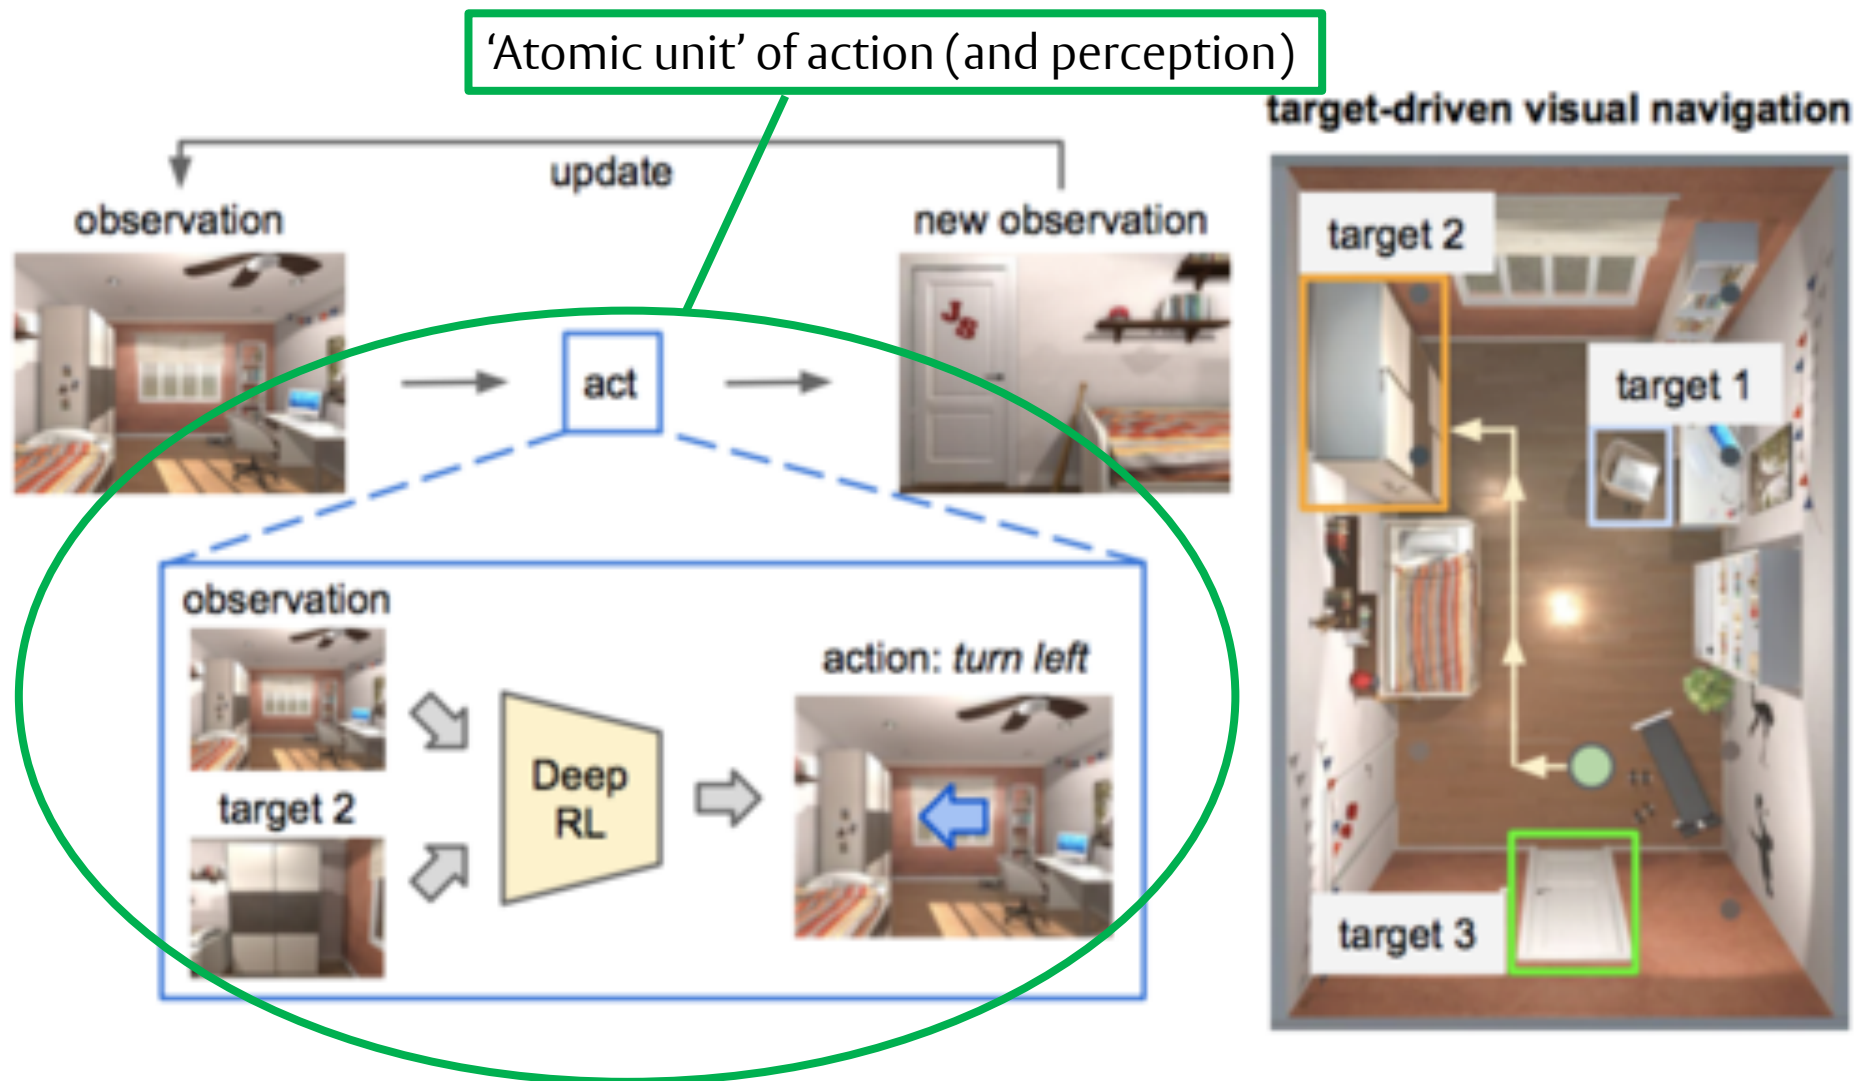 ‘Atomic unit’ of action (and perception)
target-driven visual navigation
update
observation
new observation
act
JS
observation
target 2
Deep
RL
action: turn left
target 2
target 1
target 3